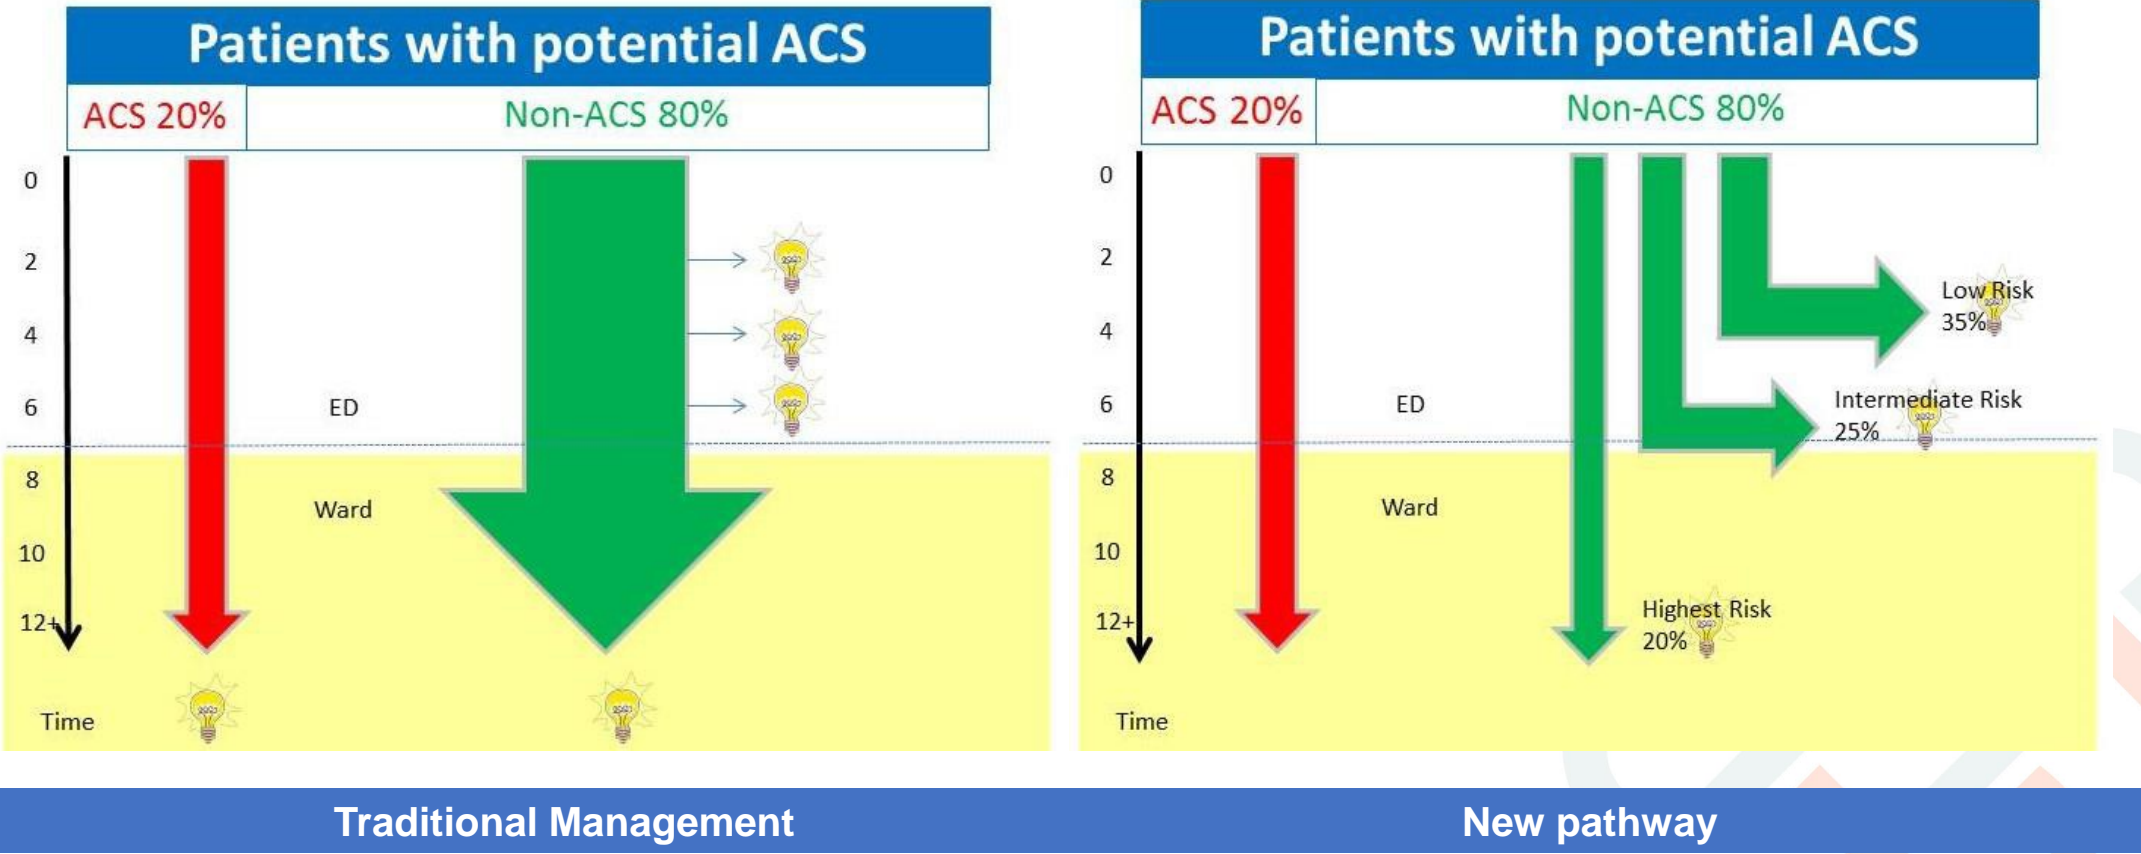 Patients with potential ACS
ACS 20%
Non-ACS 80%
0
2
4
6
8
10
12+
Time
ED
Ward
Patients with potential ACS
ACS 20%
Non-ACS 80%
0
2
4
6
8
10
12+
Time
ED
Ward
Low Risk
35%
Intermediate Risk
25%
Highest Risk
20%
Traditional Management
New pathway